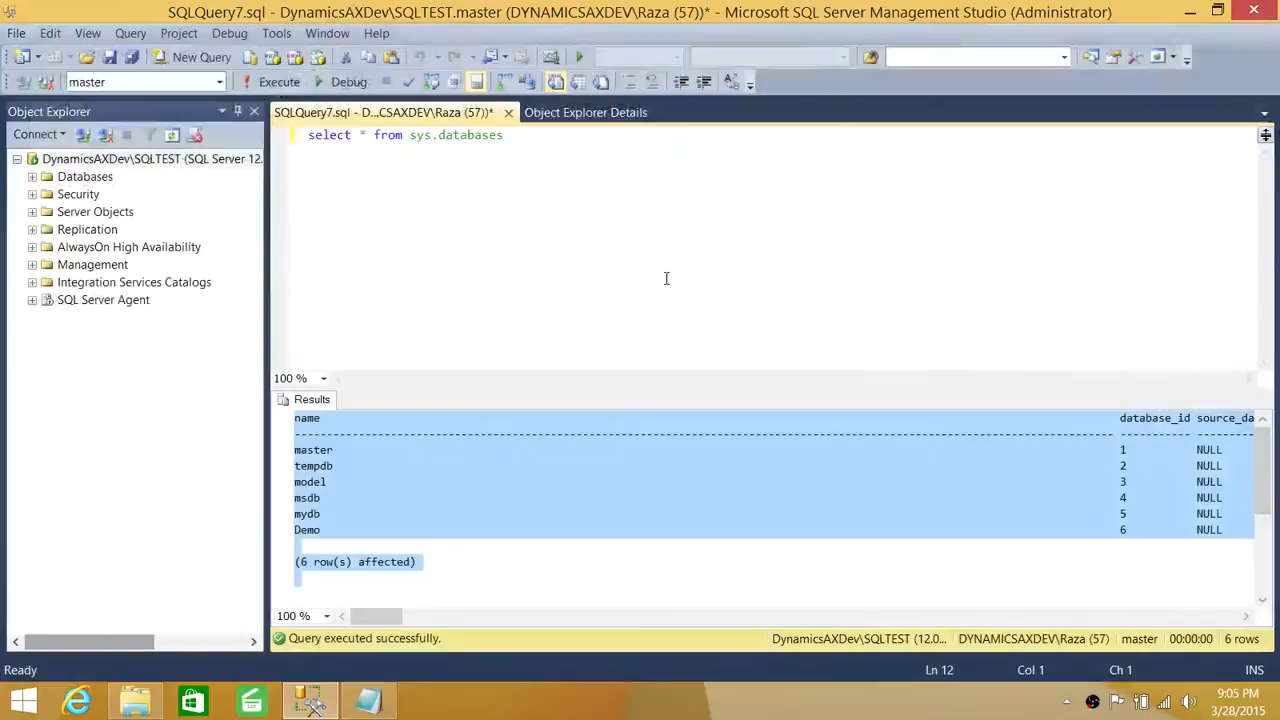 SQLQuery7.sql - DynamicsAXDev\SQLTEST.master (DYNAMICSAXDEV\Raza (57))* - Microsoft SQL Server Management Studio (Administrator)
File Edit View Query Project Debug Tools Window Help
New Query
master Execute Debug
Object Explorer
SQLQuery7.sql - D...CSAXDEV\Raza (57))* Object Explorer Details
Connect
select * from sys.databases
DynamicsAXDev\SQLTEST (SQL Server 12.
Databases
Security
Server Objects
Replication
AlwaysOn High Availability
Management
Integration Services Catalogs
SQL Server Agent
100 %
Results
name database_id source_da
master 1 NULL
tempdb 2 NULL
model 3 NULL
msdb 4 NULL
mydb 5 NULL
Demo 6 NULL
(6 row(s) affected)
100 %
Query executed successfully. DynamicsAXDev\SQLTEST (12.0... DYNAMICSAXDEV\Raza (57) master 00:00:00 6 rows
Ready Ln 12 Col 1 Ch 1 INS
9:05 PM
3/28/2015